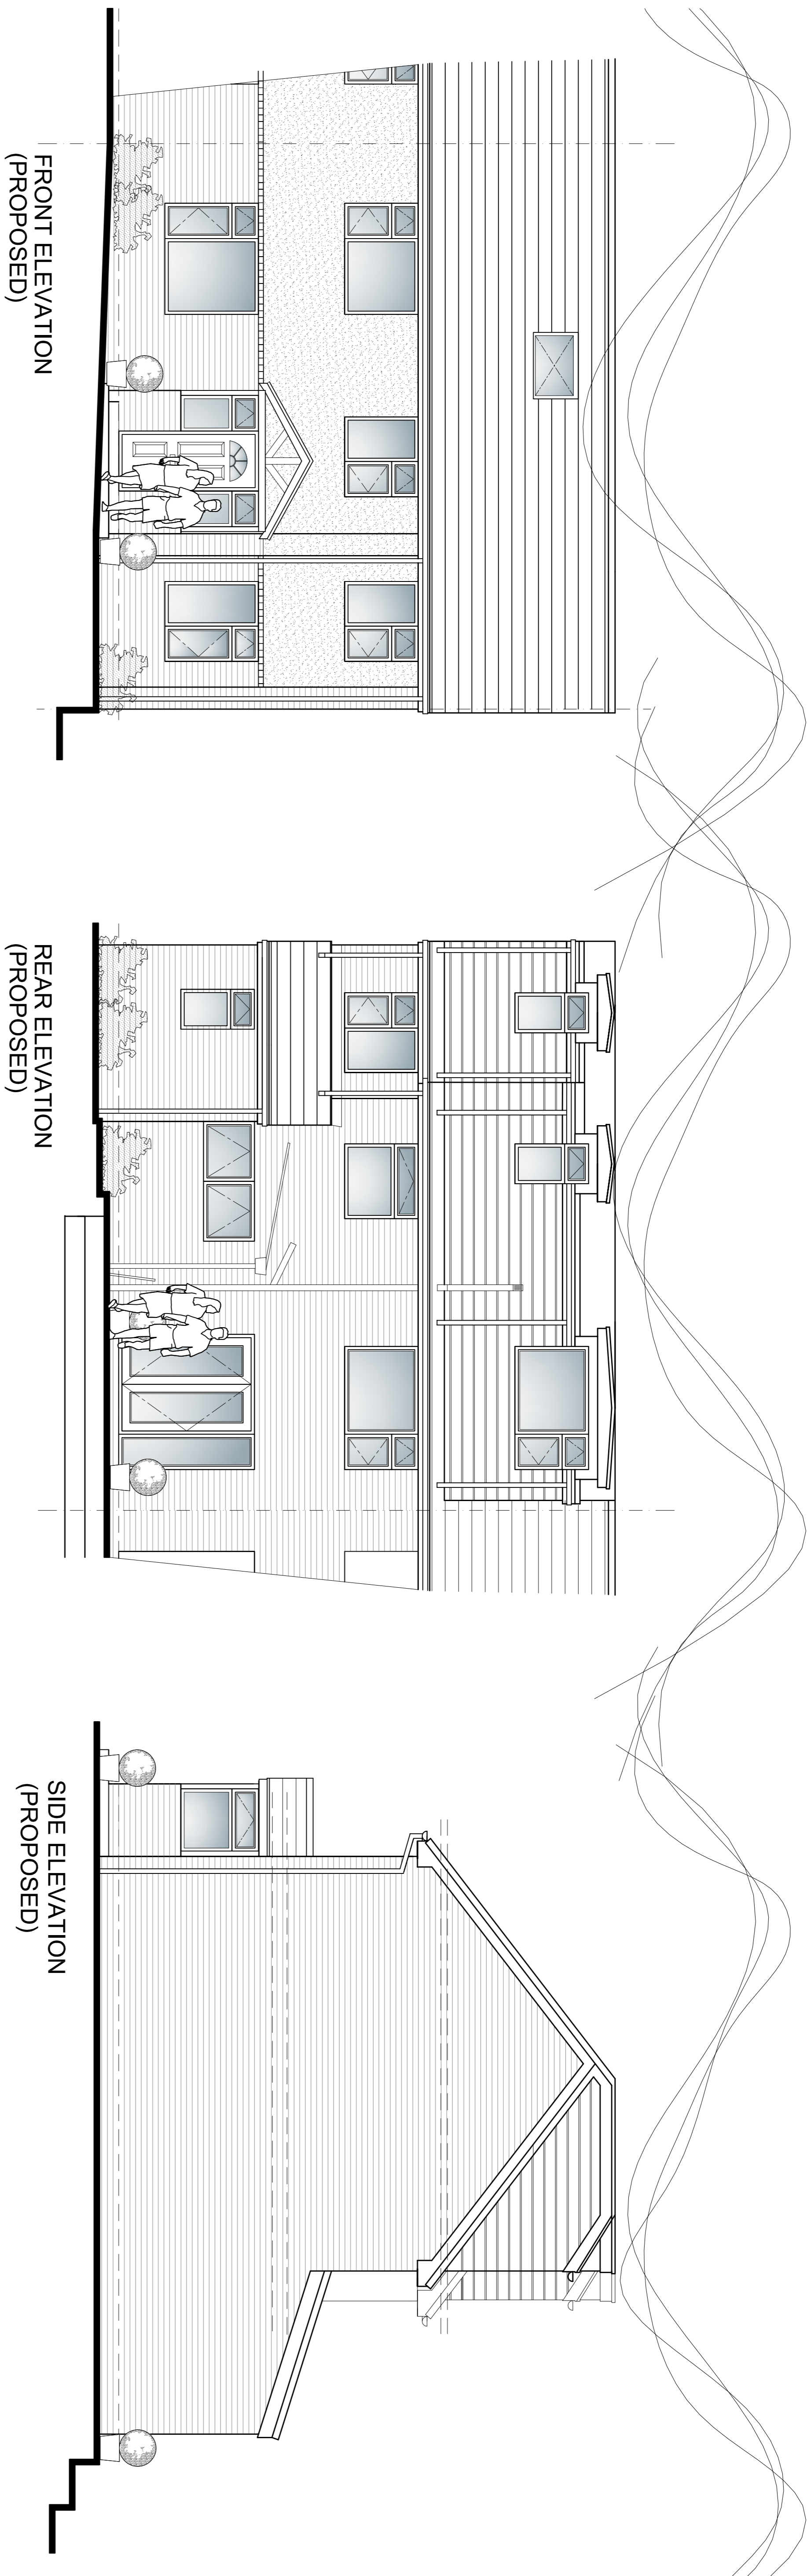 FRONT ELEVATION
(PROPOSED)
REAR ELEVATION
(PROPOSED)
SIDE ELEVATION
(PROPOSED)